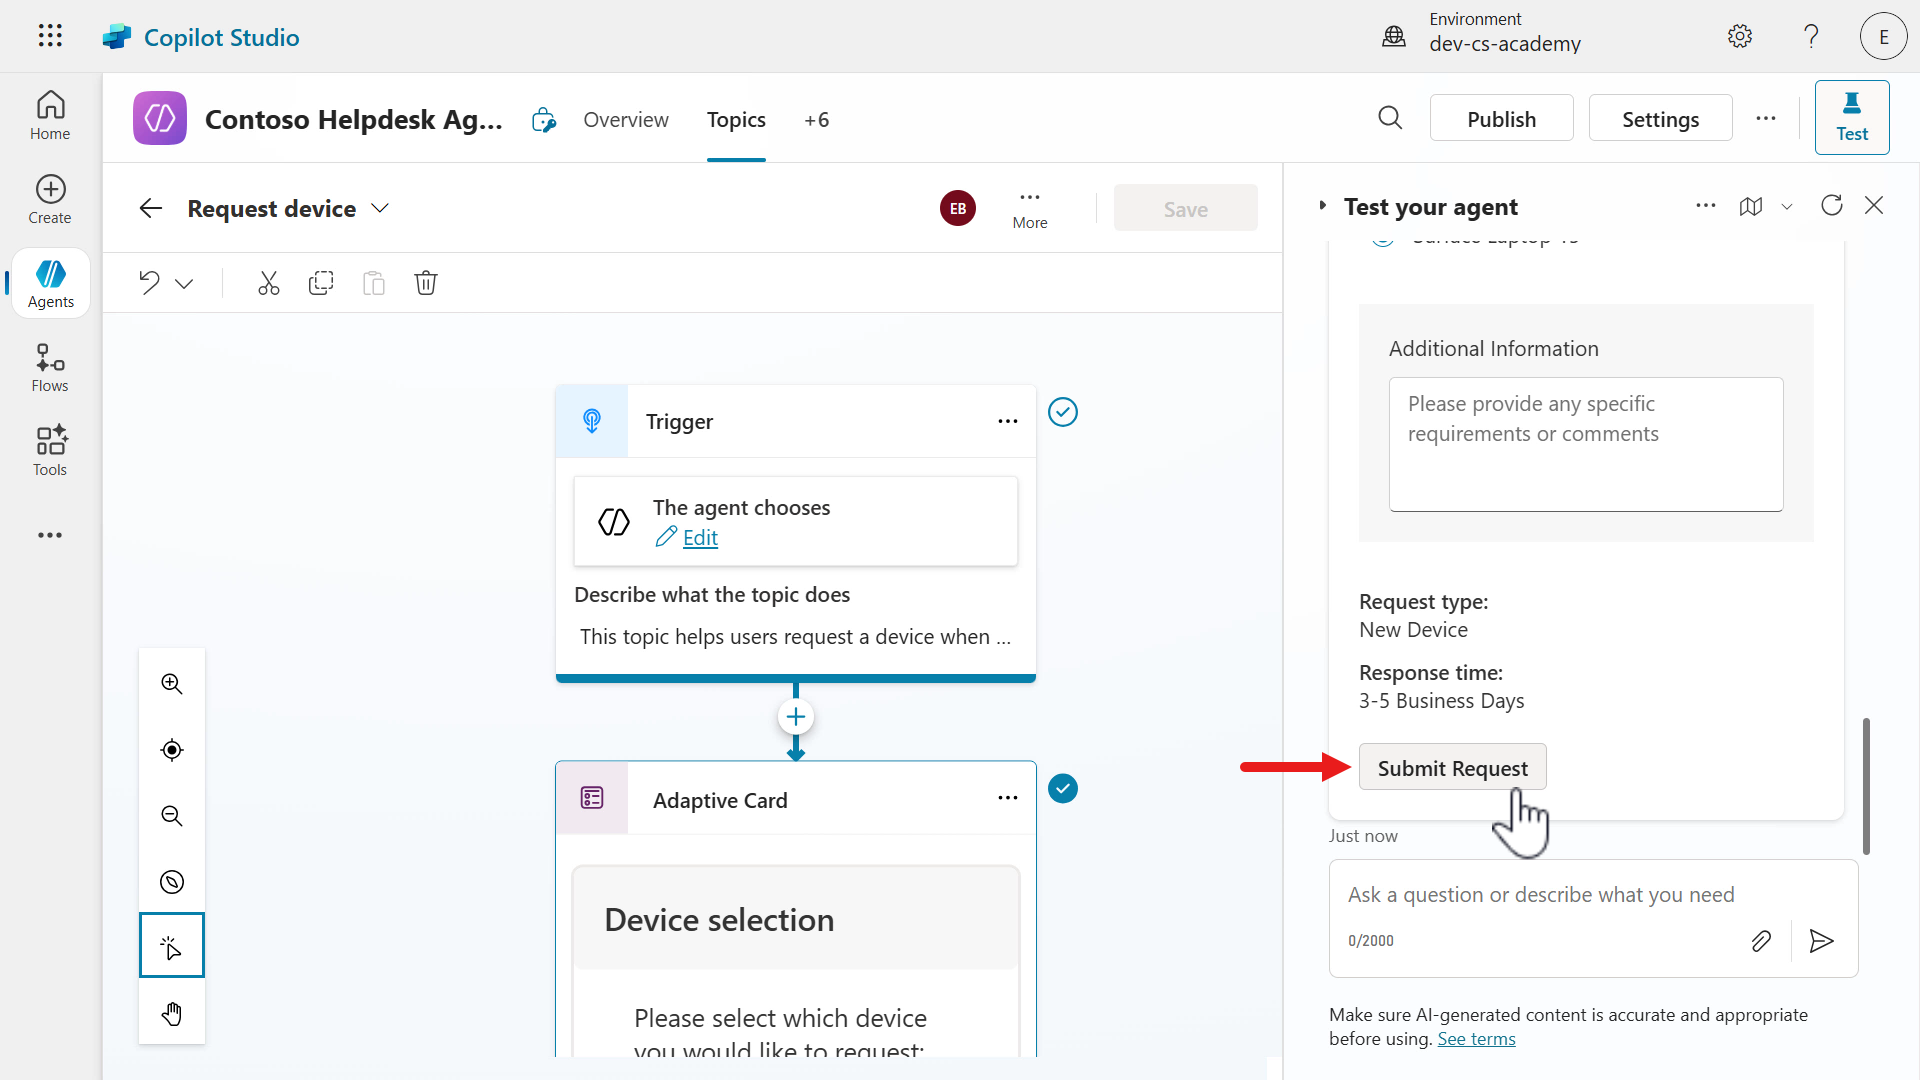 Copilot Studio
Environment
dev-cs-academy
E
Home
Create
Agents
Flows
Tools
Contoso Helpdesk Ag...
Overview
Topics
+6
Publish
Settings
Test
Request device
EB
More
Save
Trigger
The agent chooses
Edit
Describe what the topic does
This topic helps users request a device when ...
Adaptive Card
Device selection
Please select which device
you would like to request:
Test your agent
Additional Information
Please provide any specific
requirements or comments
Request type:
New Device
Response time:
3-5 Business Days
Submit Request
Just now
Ask a question or describe what you need
0/2000
Make sure AI-generated content is accurate and appropriate
before using. See terms